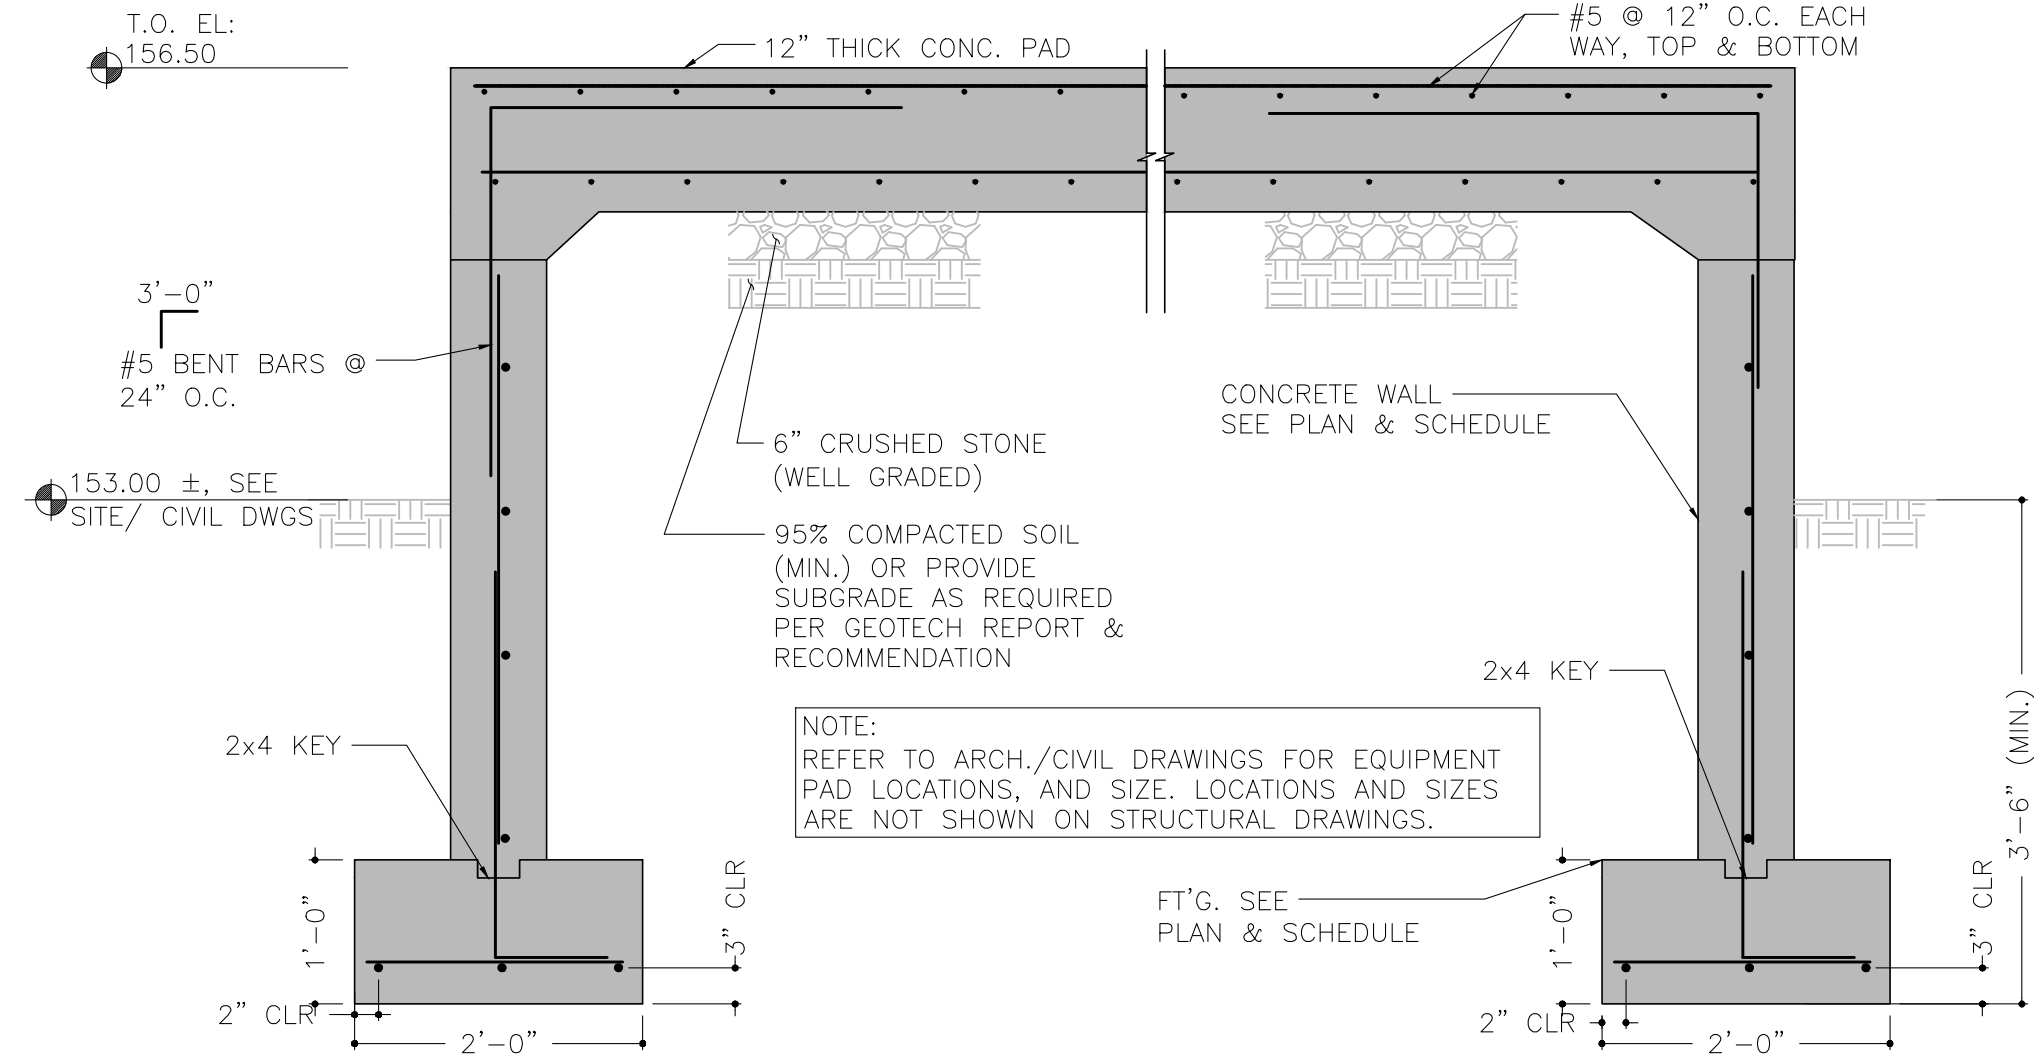 T.O. EL:
156.50
12” THICK CONC. PAD
#5 @ 12” O.C. EACH
WAY, TOP & BOTTOM
3’-0”
#5 BENT BARS @
24” O.C.
153.00 ±, SEE
SITE/ CIVIL DWGS
6” CRUSHED STONE
(WELL GRADED)
95% COMPACTED SOIL
(MIN.) OR PROVIDE
SUBGRADE AS REQUIRED
PER GEOTECH REPORT &
RECOMMENDATION
CONCRETE WALL
SEE PLAN & SCHEDULE
2x4 KEY
2x4 KEY
NOTE:
REFER TO ARCH./CIVIL DRAWINGS FOR EQUIPMENT
PAD LOCATIONS, AND SIZE. LOCATIONS AND SIZES
ARE NOT SHOWN ON STRUCTURAL DRAWINGS.
FT’G. SEE
PLAN & SCHEDULE
1’-0”
3” CLR
2” CLR
2’-0”
1’-0”
3” CLR
3’-6” (MIN.)
2” CLR
2’-0”